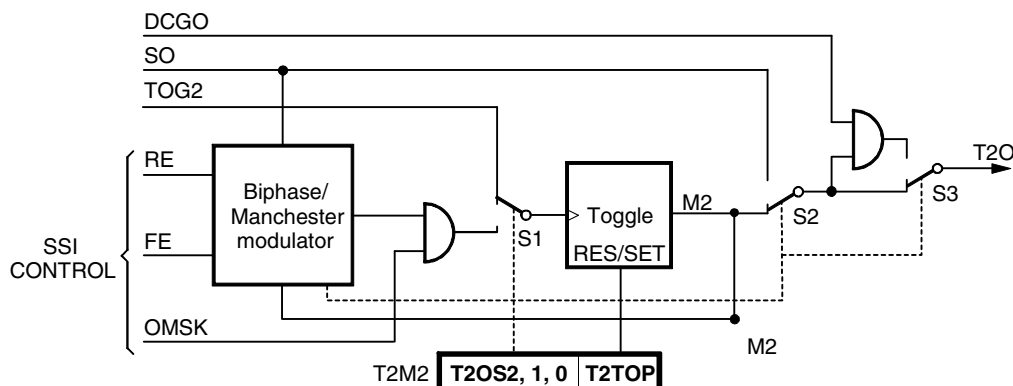 DCGO
SO
TOG2
RE
Biphase/
Manchester
modulator
FE
SSI
CONTROL
OMSK
S1
Toggle
RES/SET
M2
S2
S3
T2O
M2
T2M2
T2OS2, 1, 0
T2TOP